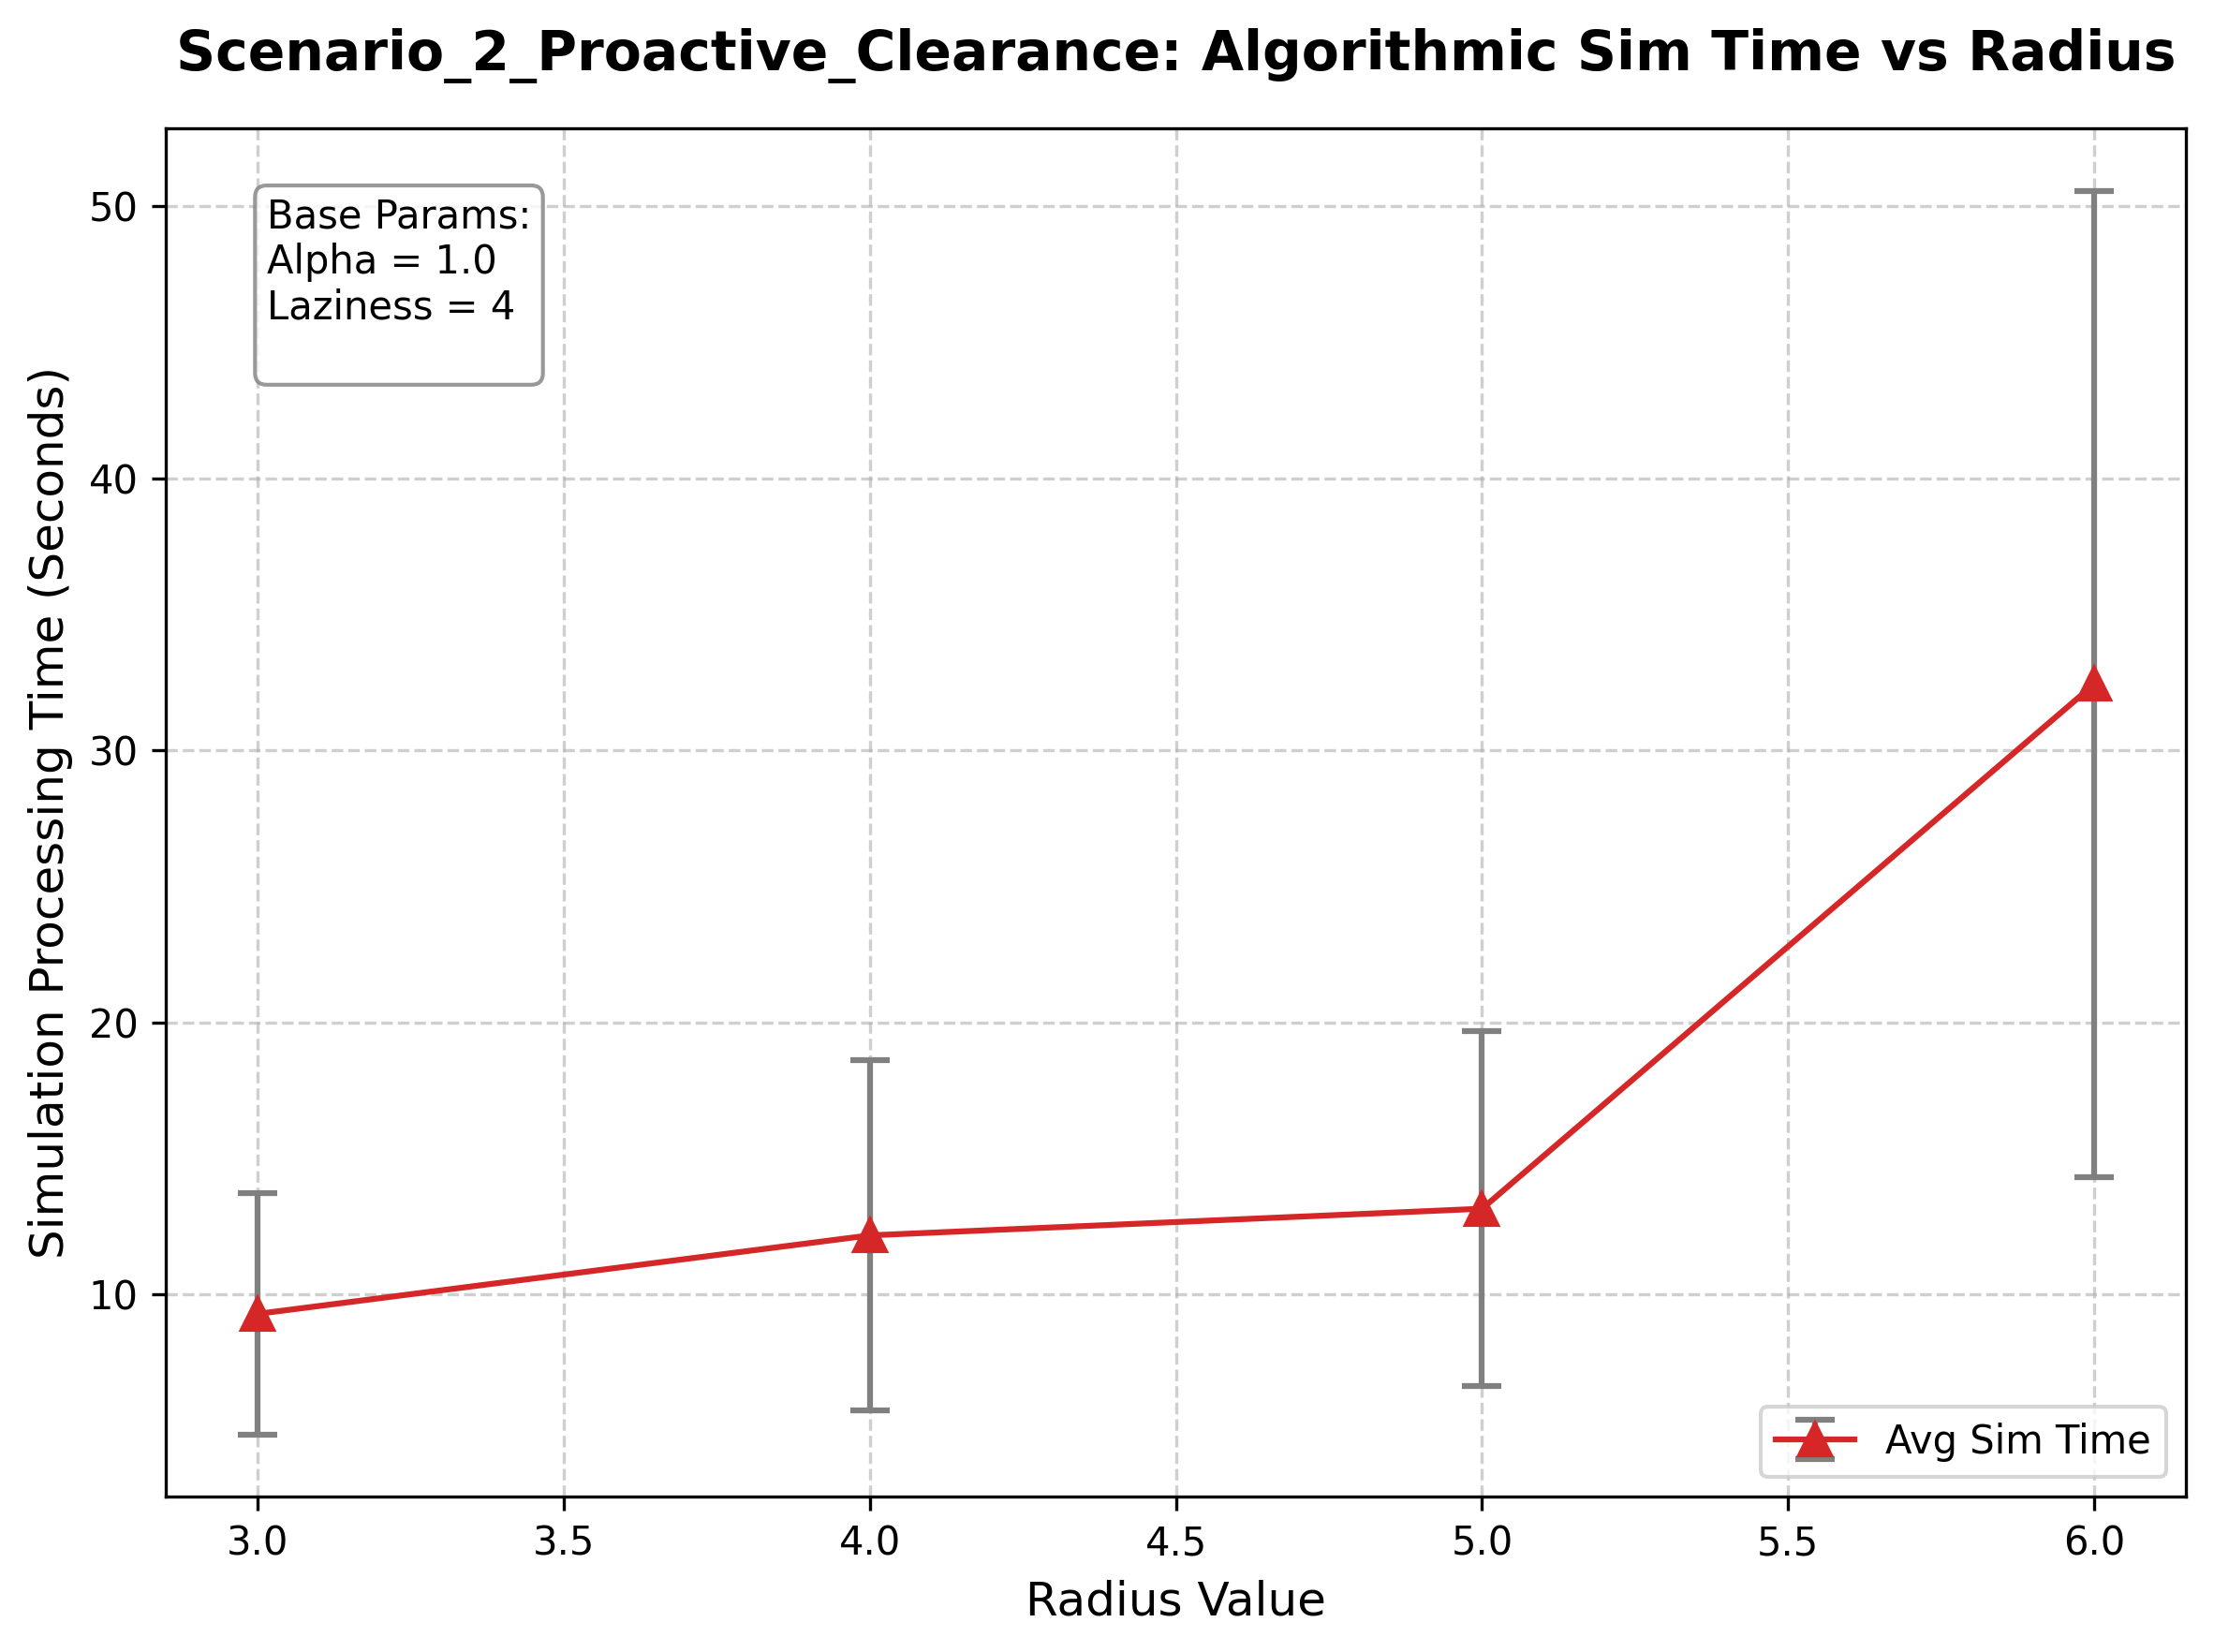 Scenario_2_Proactive_Clearance: Algorithmic Sim Time vs Radius
Simulation Processing Time (Seconds)
50
40
30
20
10
Base Params:
Alpha = 1.0
Laziness = 4
Avg Sim Time
3.0 3.5 4.0 4.5 5.0 5.5 6.0
Radius Value